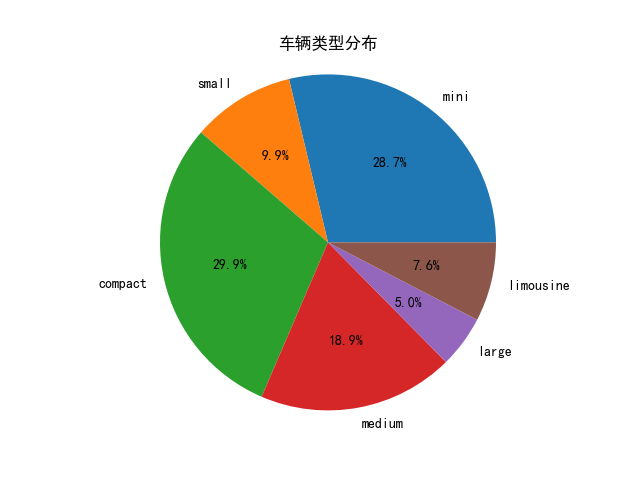 车辆类型分布
small
mini
9.9%
28.7%
29.9%
7.6%
compact
limousine
5.0%
18.9%
large
medium